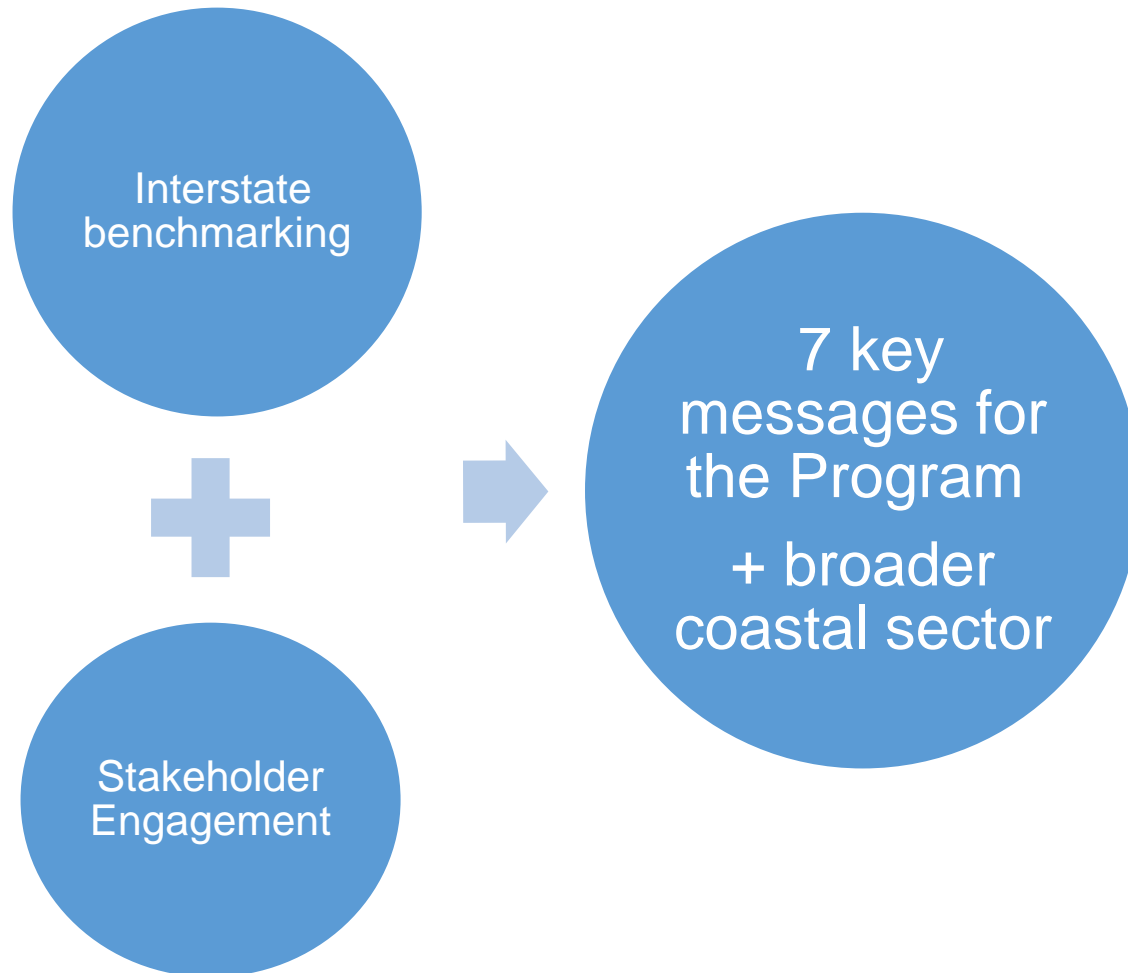 Interstate
benchmarking
Stakeholder
Engagement
7 key
messages for
the Program
+ broader
coastal sector